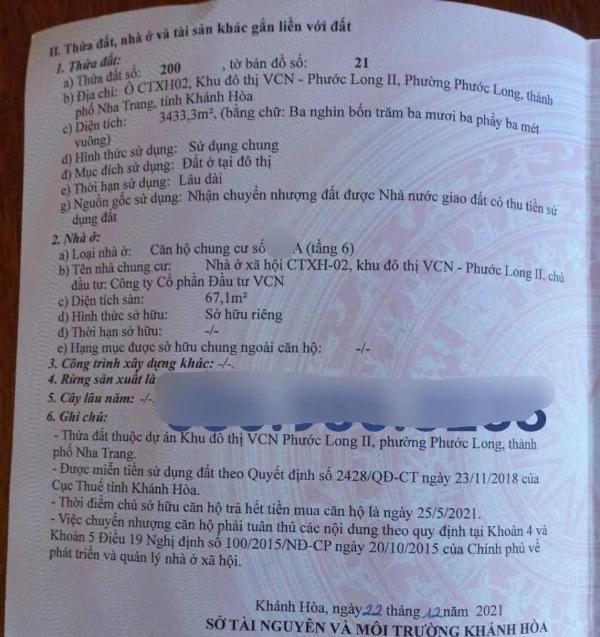 II. Thửa đất, nhà ở và tài sản khác gắn liền với đất
1. Thửa đất:
a) Thửa đất số: 200 , tờ bản đồ số: 21
b) Địa chỉ: Ô CTXH02, Khu đô thị VCN - Phước Long II, Phường Phước Long, thành
phố Nha Trang, tỉnh Khánh Hòa
c) Diện tích: 3433,3m², (bằng chữ: Ba nghìn bốn trăm ba mươi ba phẩy ba mét
vuông)
d) Hình thức sử dụng: Sử dụng chung
đ) Mục đích sử dụng: Đất ở tại đô thị
e) Thời hạn sử dụng: Lâu dài
g) Nguồn gốc sử dụng: Nhận chuyển nhượng đất được Nhà nước giao đất có thu tiền sử
dụng đất
2. Nhà ở:
a) Loại nhà ở: Căn hộ chung cư số A (tầng 6)
b) Tên nhà chung cư: Nhà ở xã hội CTXH-02, khu đô thị VCN - Phước Long II, chủ
đầu tư: Công ty Cổ phần Đầu tư VCN
c) Diện tích sàn: 67,1m²
d) Hình thức sở hữu: Sở hữu riêng
đ) Thời hạn sở hữu: -/-
e) Hạng mục được sở hữu chung ngoài căn hộ: -/-
3. Công trình xây dựng khác: -/-.
4. Rừng sản xuất là
5. Cây lâu năm: -/-
6. Ghi chú:
- Thửa đất thuộc dự án Khu đô thị VCN Phước Long II, phường Phước Long, thành
phố Nha Trang.
- Được miễn tiền sử dụng đất theo Quyết định số 2428/QĐ-CT ngày 23/11/2018 của
Cục Thuế tỉnh Khánh Hòa.
- Thời điểm chủ sở hữu căn hộ trả hết tiền mua căn hộ là ngày 25/5/2021.
- Việc chuyển nhượng căn hộ phải tuân thủ các nội dung theo quy định tại Khoản 4 và
Khoản 5 Điều 19 Nghị định số 100/2015/NĐ-CP ngày 20/10/2015 của Chính phủ về
phát triển và quản lý nhà ở xã hội.
Khánh Hòa, ngày 22 tháng 12 năm 2021
SỞ TÀI NGUYÊN VÀ MÔI TRƯỜNG KHÁNH HÒA